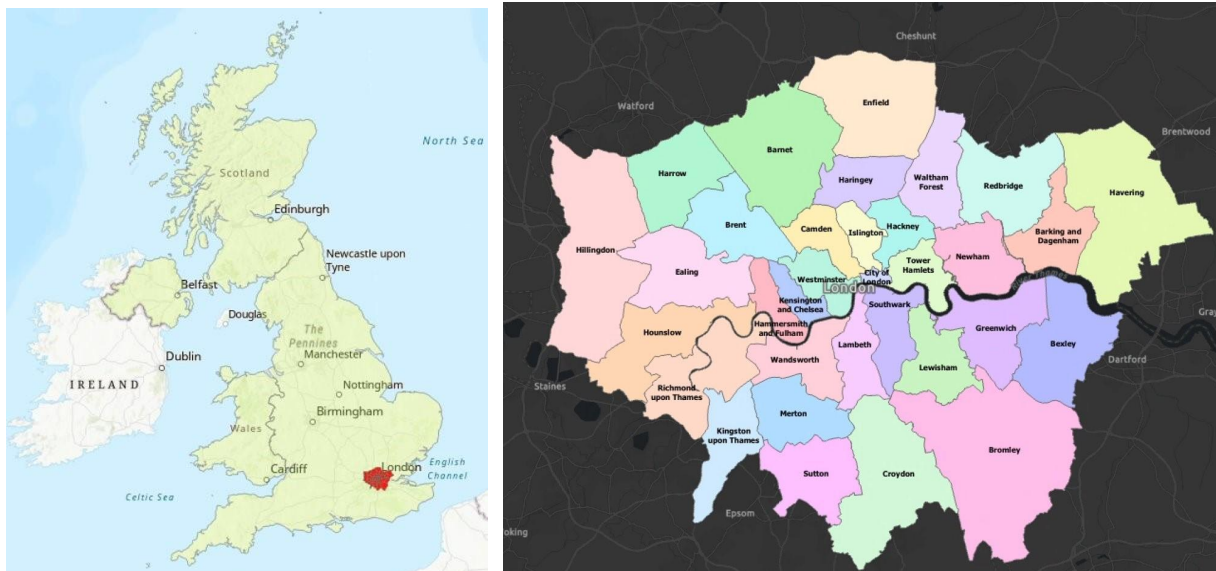 North Sea
Scotland
Edinburgh
Newcastle upon
Tyne
Belfast
Douglas
The
Pennines
Dublin
Manchester
IRELAND
Nottingham
Birmingham
Wales
Cardiff
London
English
Channel
Celtic Sea
Cheshunt
Watford
Enfield
Brentwood
Barnet
Harrow
Haringey
Waltham
Forest
Redbridge
Havering
Brent
Camden
Islington
Hackney
Barking and
Dagenham
Hillingdon
Ealing
Westminster
London
City of
London
Tower
Hamlets
Newham
Kensington
and Chelsea
Southwark
Hounslow
Hammersmith
and Fulham
Wandsworth
Lambeth
Greenwich
Bexley
Lewisham
Dartford
Staines
Richmond
upon Thames
Kingston
upon Thames
Merton
Sutton
Croydon
Bromley
Epsom
oking
Gray